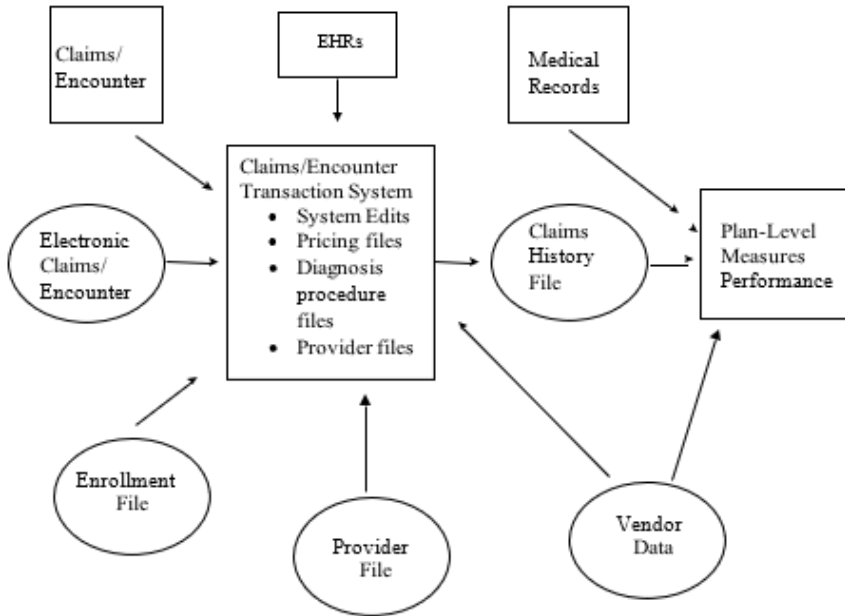 Claims/
Encounter
EHRs
Medical
Records
Claims/Encounter
Transaction System
• System Edits
• Pricing files
• Diagnosis
procedure
files
• Provider files
Electronic
Claims/
Encounter
Claims
History
File
Plan-Level
Measures
Performance
Enrollment
File
Provider
File
Vendor
Data